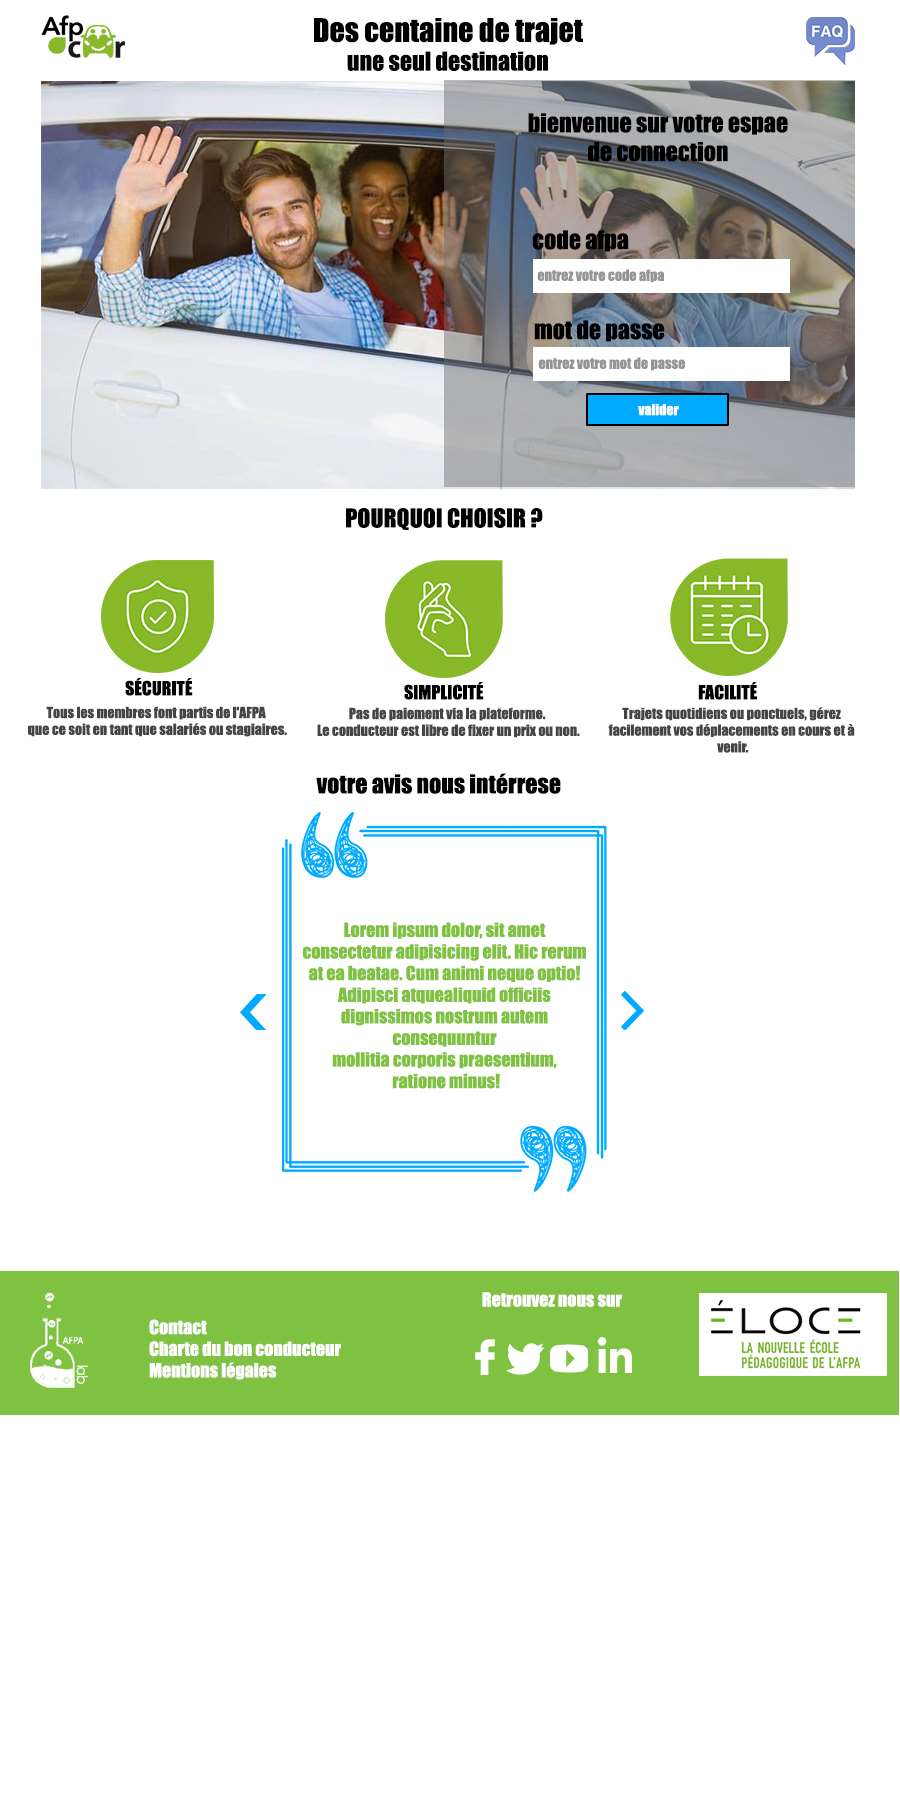 Afpa
car
Des centaine de trajet
une seul destination
FAQ
bienvenue sur votre espae
de connection
code afpa
entrez votre code afpa
mot de passe
entrez votre mot de passe
valider
POURQUOI CHOISIR ?
SÉCURITÉ
Tous les membres font partis de l'AFPA
que ce soit en tant que salariés ou stagiaires.
SIMPLICITÉ
Pas de paiement via la plateforme.
Le conducteur est libre de fixer un prix ou non.
FACILITÉ
Trajets quotidiens ou ponctuels, gérez
facilement vos déplacements en cours et à
venir.
votre avis nous intérrese
Lorem ipsum dolor, sit amet
consectetur adipisicing elit. Hic rerum
at ea beatae. Cum animi neque optio!
Adipisci atquealiquid officiis
dignissimos nostrum autem
consequuntur
mollitia corporis praesentium,
ratione minus!
AFPA
lab
Contact
Charte du bon conducteur
Mentions légales
Retrouvez nous sur
ÉLOCE
LA NOUVELLE ÉCOLE
PÉDAGOGIQUE DE L'AFPA